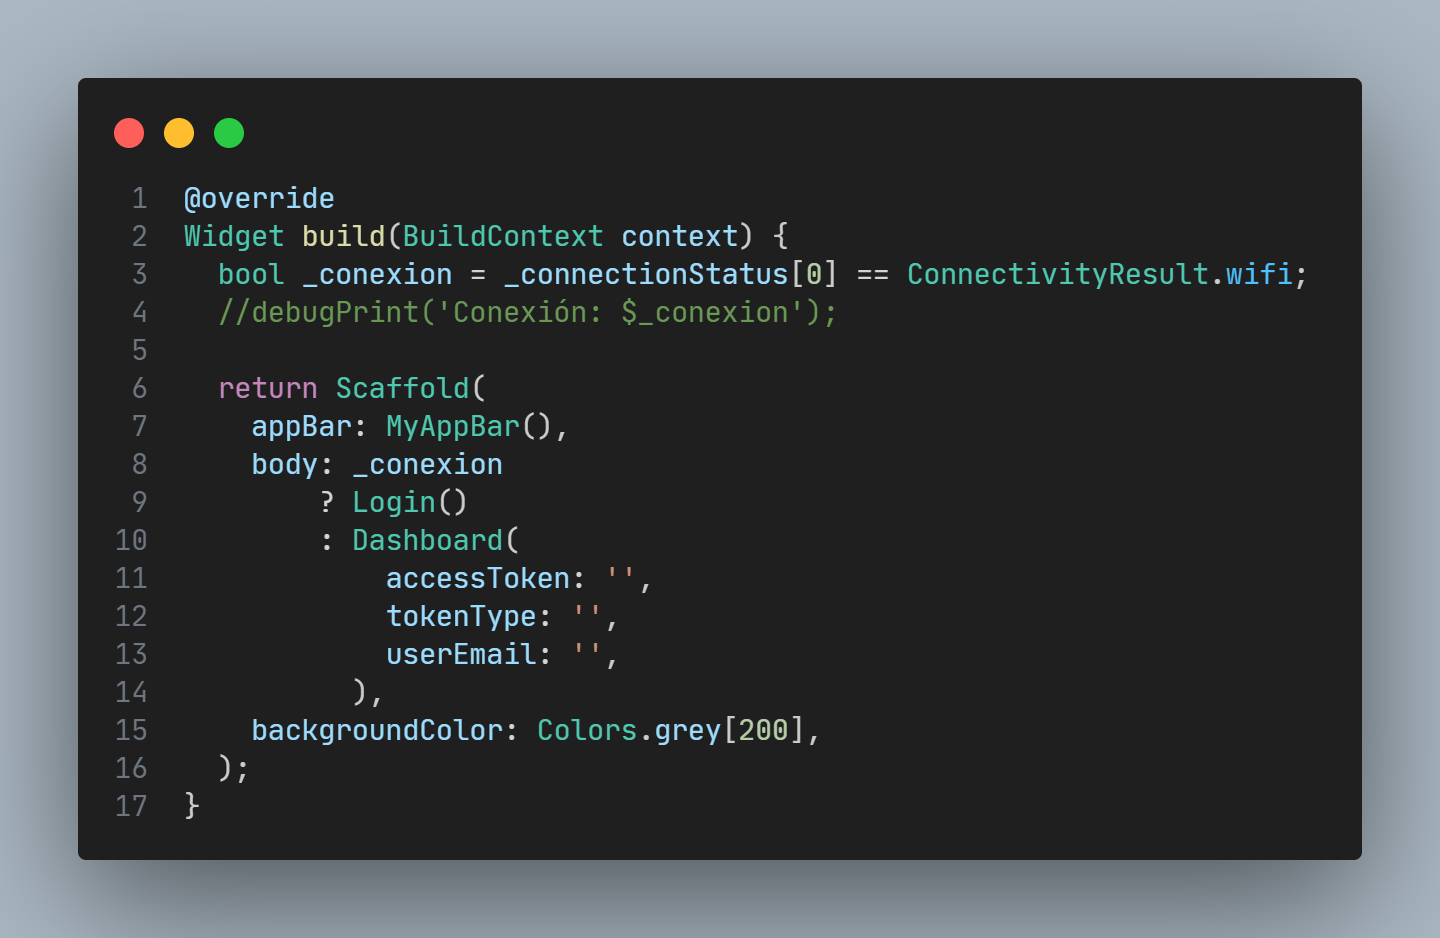 1 @override
2 Widget build(BuildContext context) {
3   bool _conexion = _connectionStatus[0] == ConnectivityResult.wifi;
4   //debugPrint('Conexión: $_conexion');
5
6   return Scaffold(
7     appBar: MyAppBar(),
8     body: _conexion
9         ? Login()
10         : Dashboard(
11             accessToken: '',
12             tokenType: '',
13             userEmail: '',
14           ),
15     backgroundColor: Colors.grey[200],
16   );
17 }